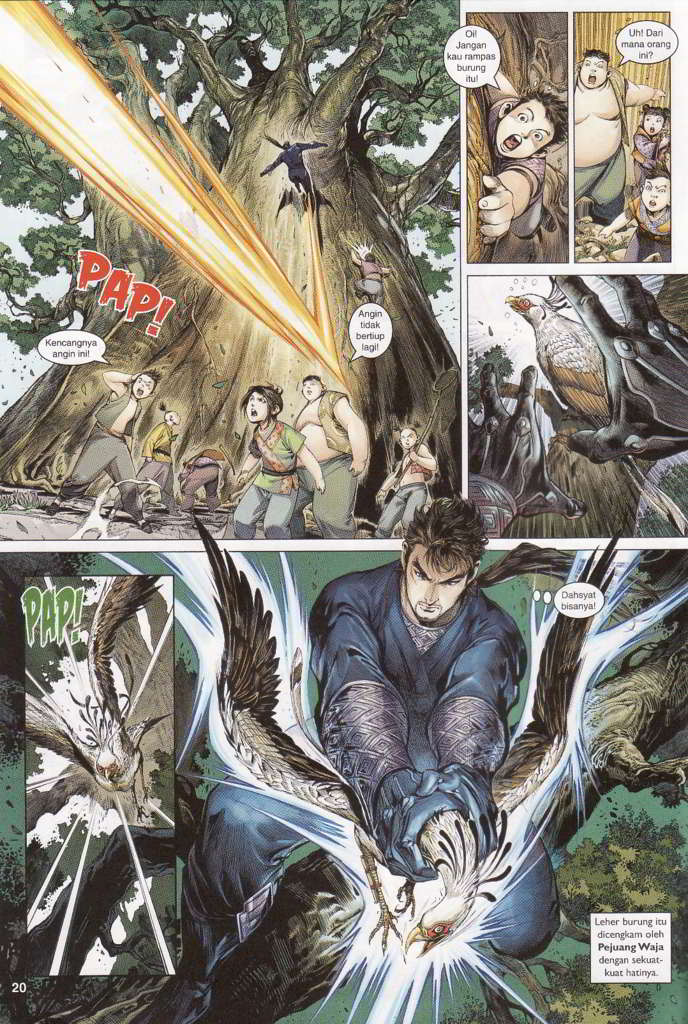 PAP!
Kencangnya
angin ini!
Angin
tidak
bertiup
lagi!
Oi!
Jangan
kau rampas
burung
itu!
Uh! Dari
mana orang
ini?
PAP!
Dahsyat
bisanya!
Leher burung itu
dicengkam oleh
Pejuang Waja
dengan sekuat-
kuat hatinya.
20